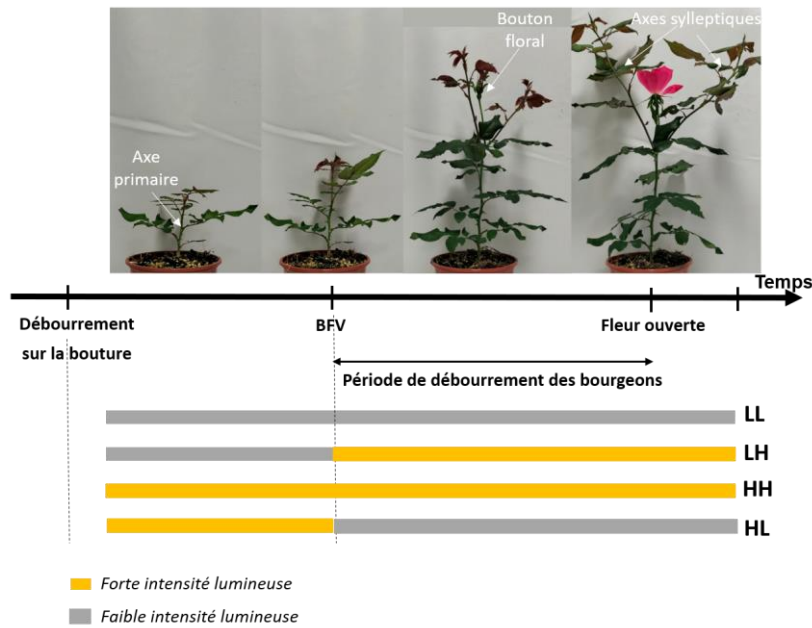 Bouton
floral
Axes sylleptiques
Axe
primaire
Temps
Débourrement
sur la bouture
BFV
Fleur ouverte
Période de débourrement des bourgeons
LL
LH
HH
HL
Forte intensité lumineuse
Faible intensité lumineuse